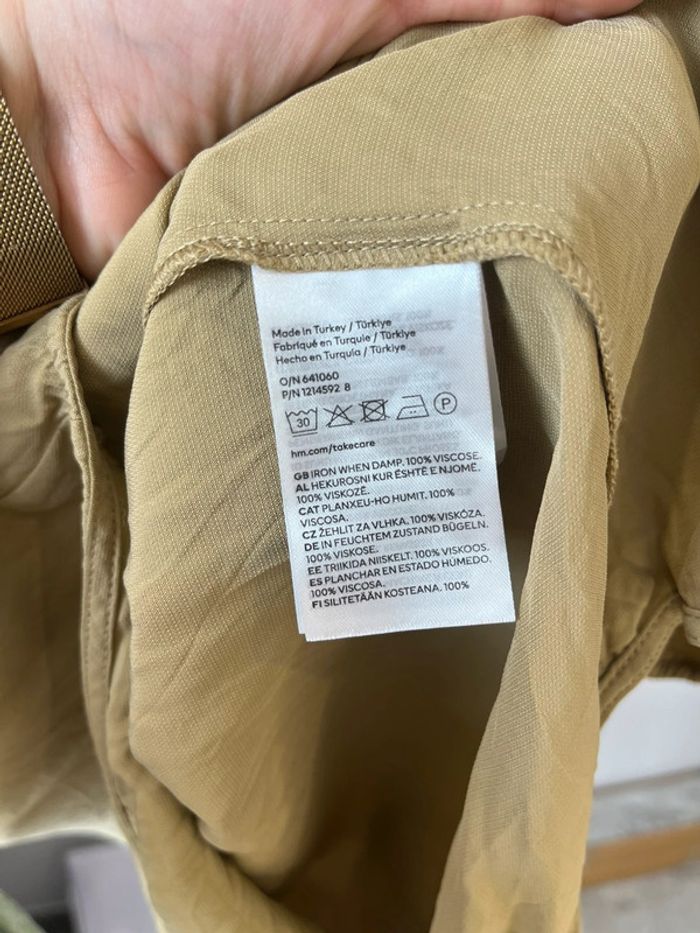 Made in Turkey / Türkiye
Fabriqué en Turquie / Türkiye
Hecho en Turquía / Türkiye
O/N 641060
P/N 1214592 8
30 P
hm.com/takecare
GB IRON WHEN DAMP. 100% VISCOSE.
AL HEKUROSNI KUR ËSHTË E NJOMË.
100% VISKOZË.
CAT PLANXEU-HO HUMIT. 100%
VISCOSA.
CZ ŽEHLIT ZA VLHKA. 100% VISKÓZA.
DE IN FEUCHTEM ZUSTAND BÜGELN.
100% VISKOSE.
EE TRIIKIDA NIISKELT. 100% VISKOOS.
ES PLANCHAR EN ESTADO HÚMEDO.
100% VISCOSA.
FI SILITETÄÄN KOSTEANA. 100%